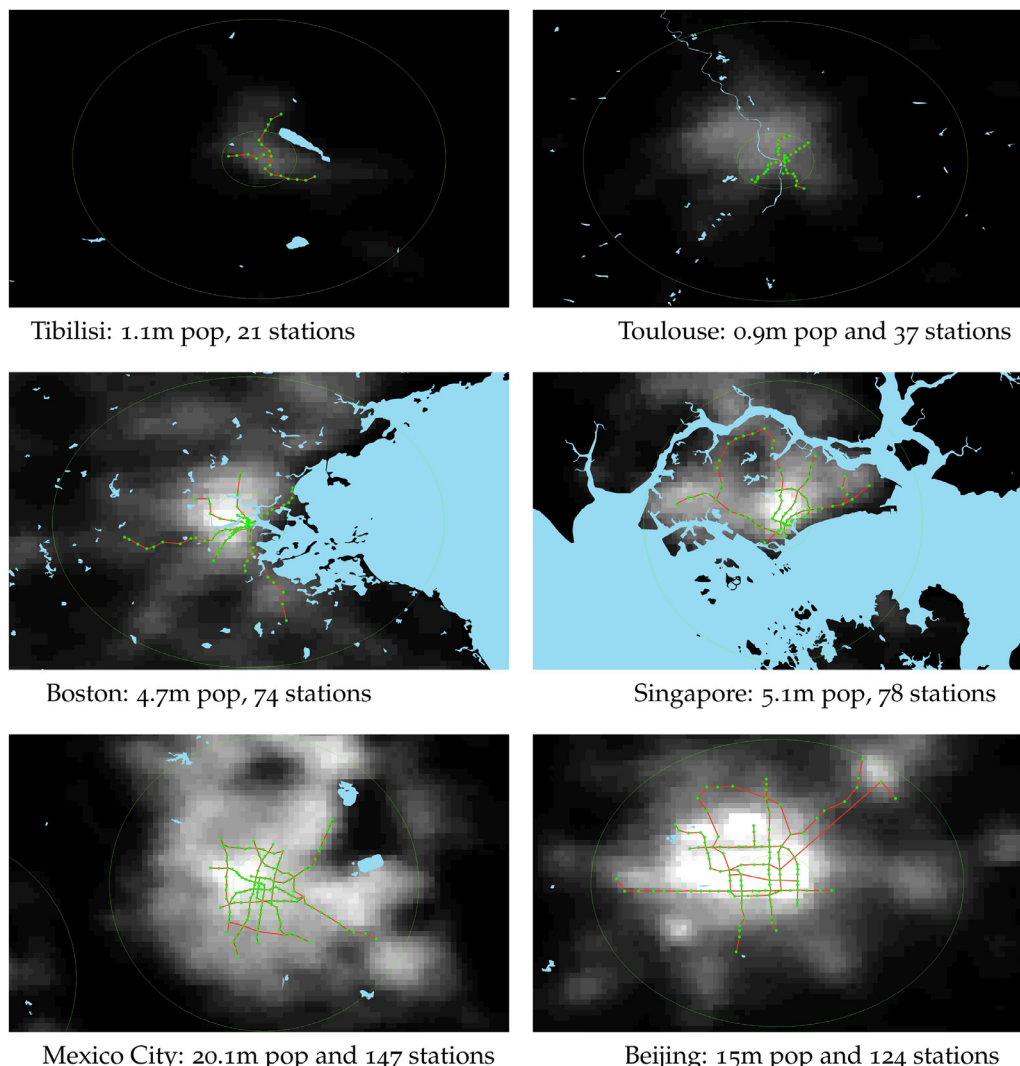 Tibilisi: 1.1m pop, 21 stations
Toulouse: 0.9m pop and 37 stations
Boston: 4.7m pop, 74 stations
Singapore: 5.1m pop, 78 stations
Mexico City: 20.1m pop and 147 stations
Beijing: 15m pop and 124 stations